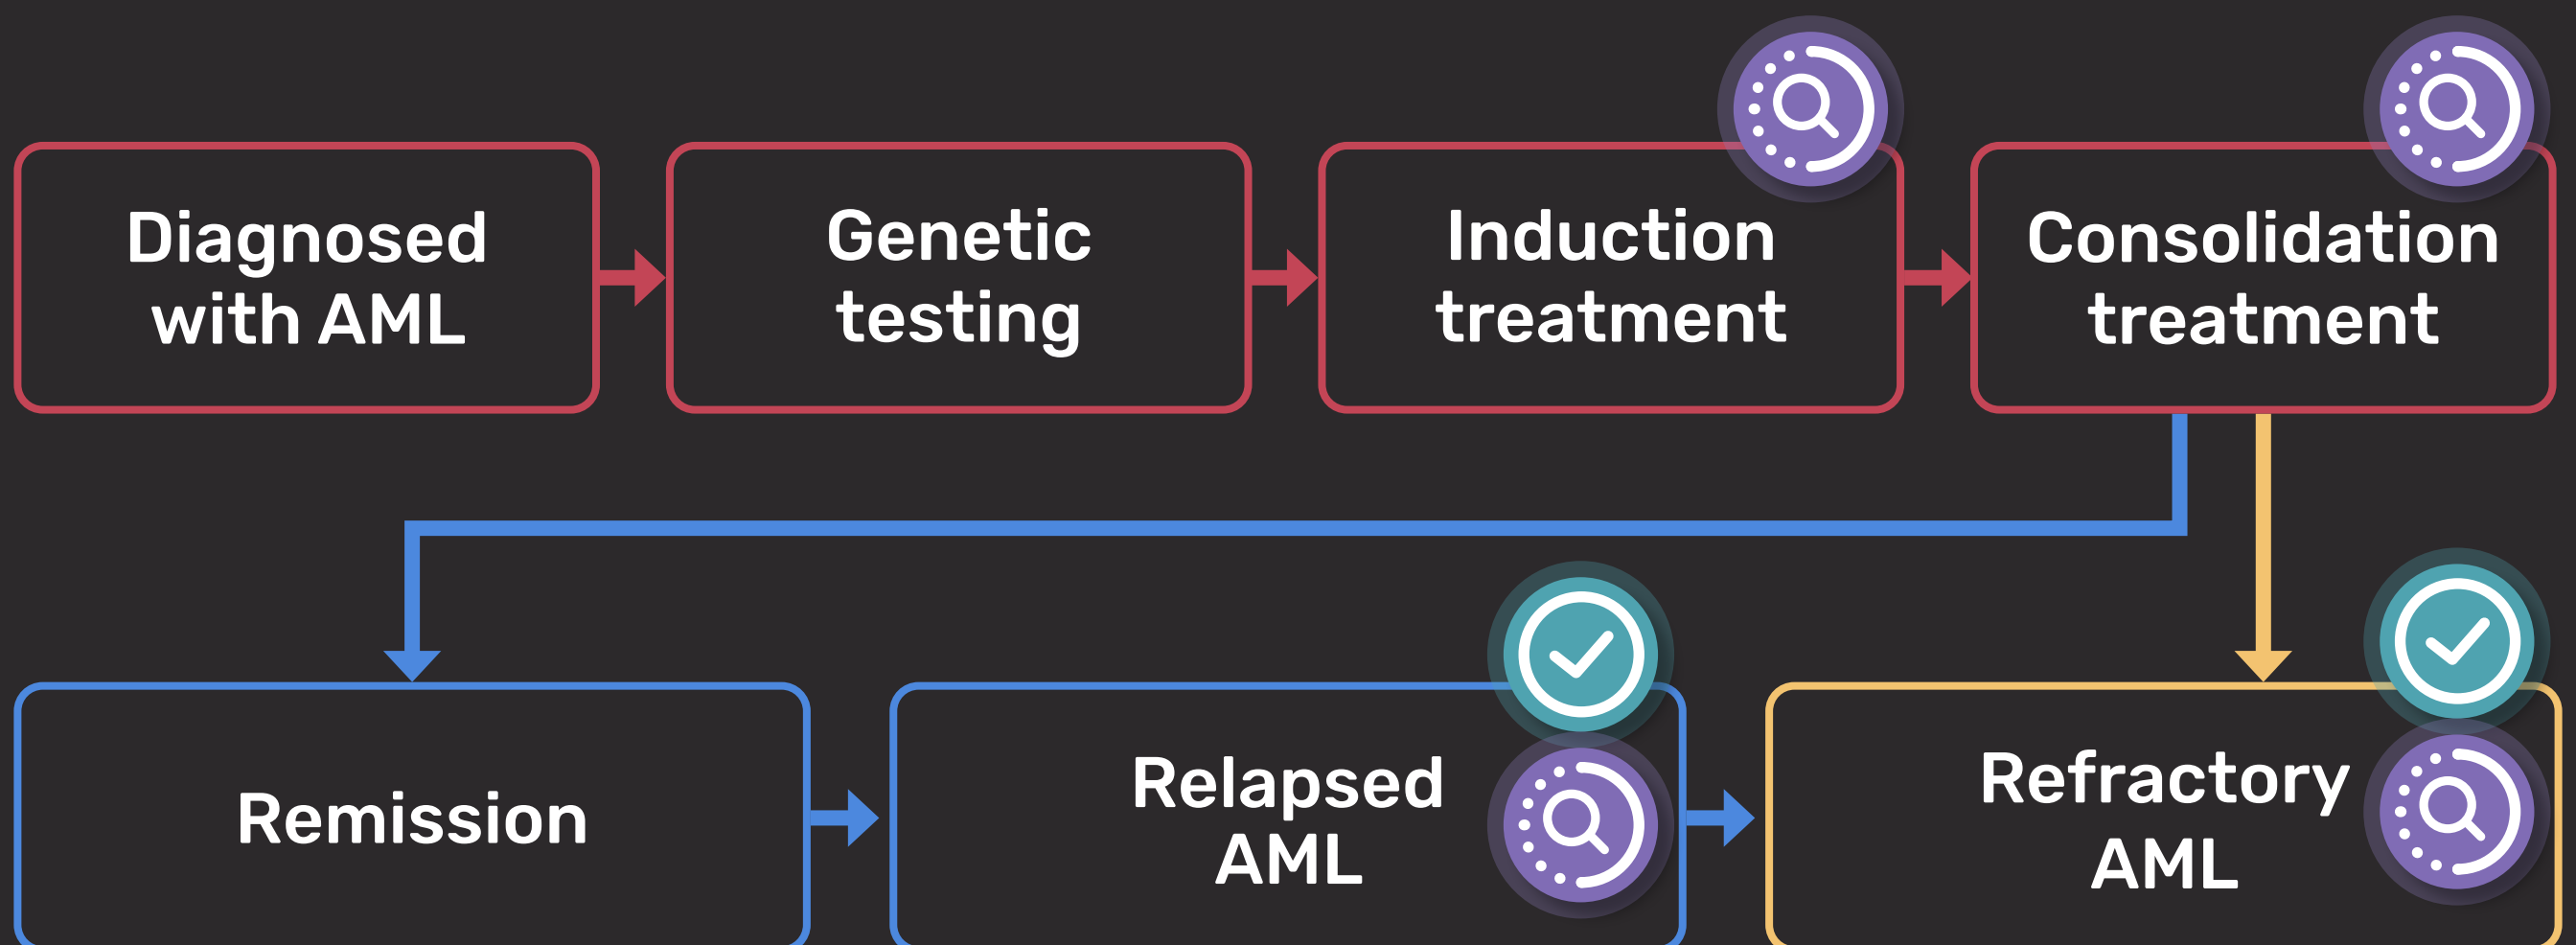 Diagnosed
with AML
Genetic
testing
Induction
treatment
Consolidation
treatment
Remission
Relapsed
AML
Refractory
AML